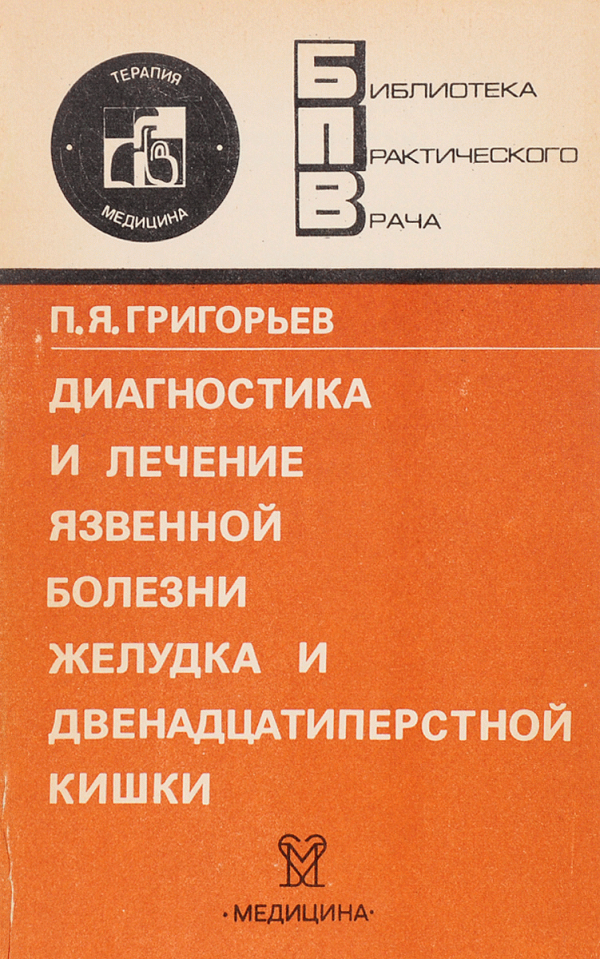 ТЕРАПИЯ
МЕДИЦИНА
БИБЛИОТЕКА
ПРАКТИЧЕСКОГО
ВРАЧА
П.Я.ГРИГОРЬЕВ
ДИАГНОСТИКА
И ЛЕЧЕНИЕ
ЯЗВЕННОЙ
БОЛЕЗНИ
ЖЕЛУДКА И
ДВЕНАДЦАТИПЕРСТНОЙ
КИШКИ
·МЕДИЦИНА·